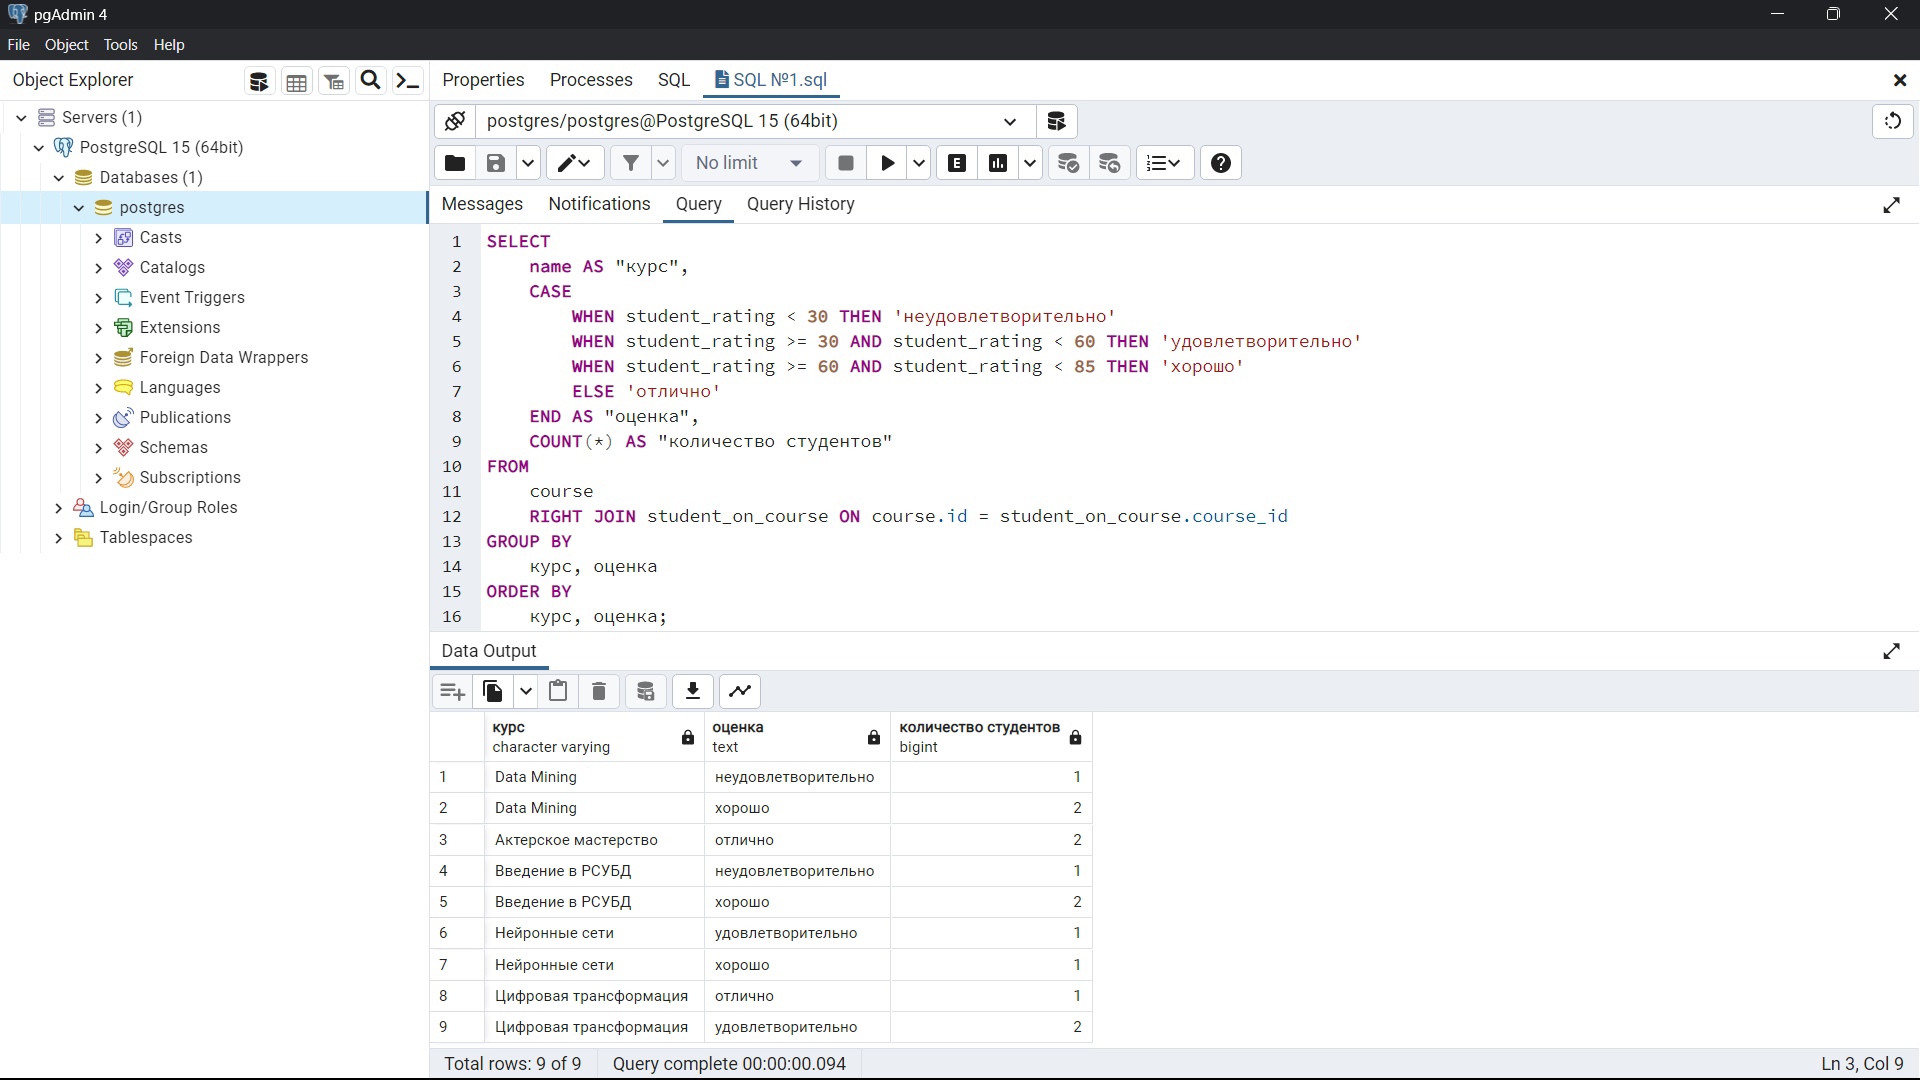 pgAdmin 4
File Object Tools Help
Object Explorer
Properties Processes SQL SQL №1.sql
Servers (1)
PostgreSQL 15 (64bit)
Databases (1)
postgres
Casts
Catalogs
Event Triggers
Extensions
Foreign Data Wrappers
Languages
Publications
Schemas
Subscriptions
Login/Group Roles
Tablespaces
postgres/postgres@PostgreSQL 15 (64bit)
No limit E
Messages Notifications Query Query History
1 SELECT
2 name AS "курс",
3 CASE
4 WHEN student_rating < 30 THEN 'неудовлетворительно'
5 WHEN student_rating >= 30 AND student_rating < 60 THEN 'удовлетворительно'
6 WHEN student_rating >= 60 AND student_rating < 85 THEN 'хорошо'
7 ELSE 'отлично'
8 END AS "оценка",
9 COUNT(*) AS "количество студентов"
10 FROM
11 course
12 RIGHT JOIN student_on_course ON course.id = student_on_course.course_id
13 GROUP BY
14 курс, оценка
15 ORDER BY
16 курс, оценка;
Data Output
курс оценка количество студентов
character varying text bigint
1 Data Mining неудовлетворительно 1
2 Data Mining хорошо 2
3 Актерское мастерство отлично 2
4 Введение в РСУБД неудовлетворительно 1
5 Введение в РСУБД хорошо 2
6 Нейронные сети удовлетворительно 1
7 Нейронные сети хорошо 1
8 Цифровая трансформация отлично 1
9 Цифровая трансформация удовлетворительно 2
Total rows: 9 of 9 Query complete 00:00:00.094 Ln 3, Col 9